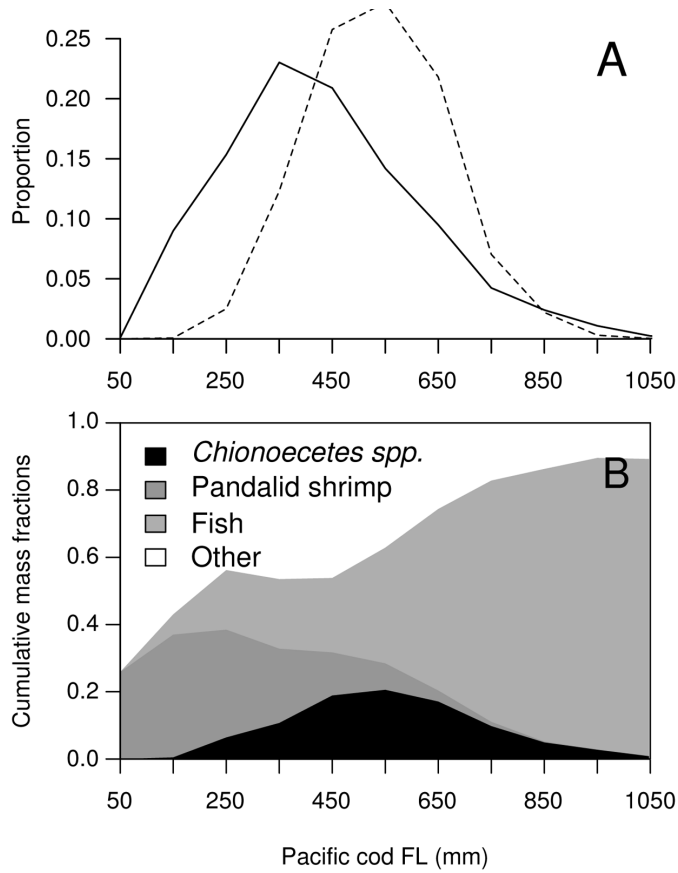 A
Proportion
0.25
0.20
0.15
0.10
0.05
0.00
50 250 450 650 850 1050
B
Cumulative mass fractions
1.0
0.8
0.6
0.4
0.2
0.0
Chionoecetes spp.
Pandalid shrimp
Fish
Other
50 250 450 650 850 1050
Pacific cod FL (mm)